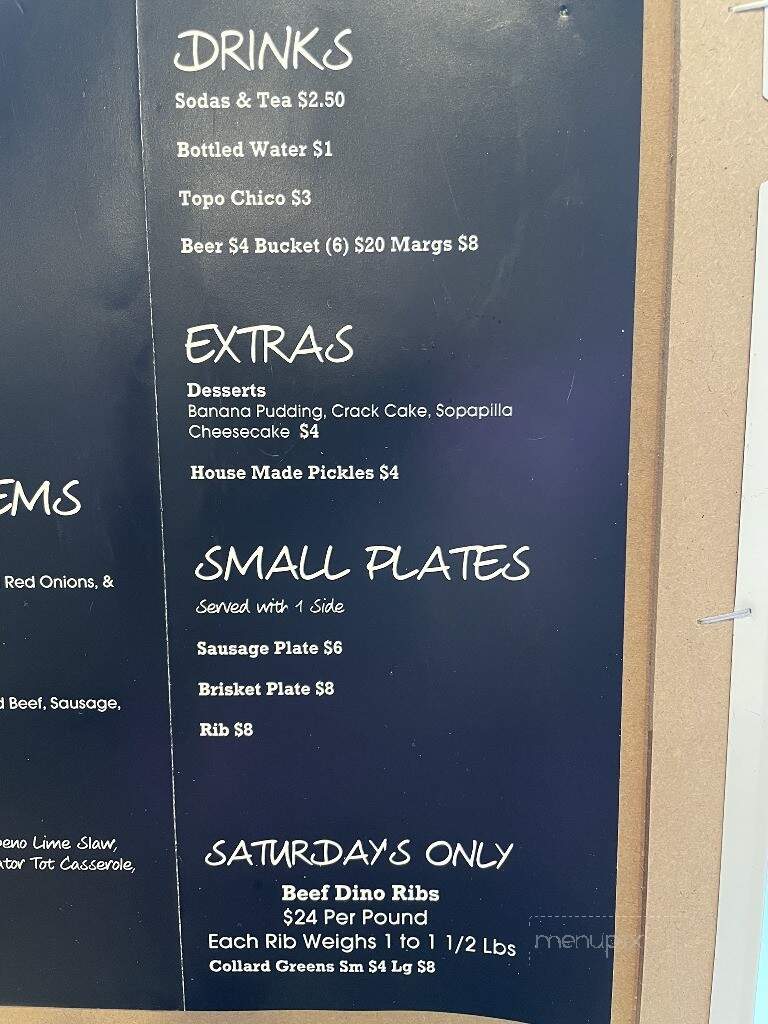 EMS
Red Onions, &
Beef, Sausage,
Lime Slaw,
Tot Casserole,
DRINKS
Sodas & Tea $2.50
Bottled Water $1
Topo Chico $3
Beer $4 Bucket (6) $20 Margs $8
EXTRAS
Desserts
Banana Pudding, Crack Cake, Sopapilla
Cheesecake $4
House Made Pickles $4
SMALL PLATES
Served with 1 Side
Sausage Plate $6
Brisket Plate $8
Rib $8
SATURDAY'S ONLY
Beef Dino Ribs
$24 Per Pound
Each Rib Weighs 1 to 1 1/2 Lbs
Collard Greens Sm $4 Lg $8
menupix